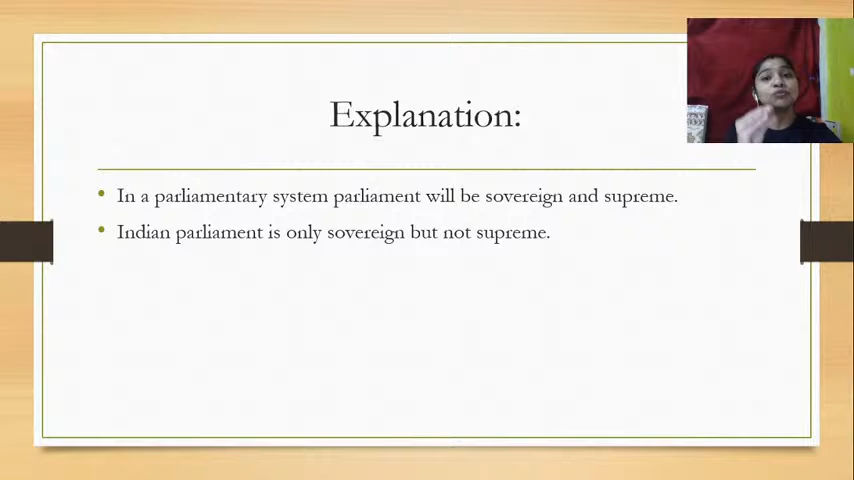 Explanation:
• In a parliamentary system parliament will be sovereign and supreme.
• Indian parliament is only sovereign but not supreme.